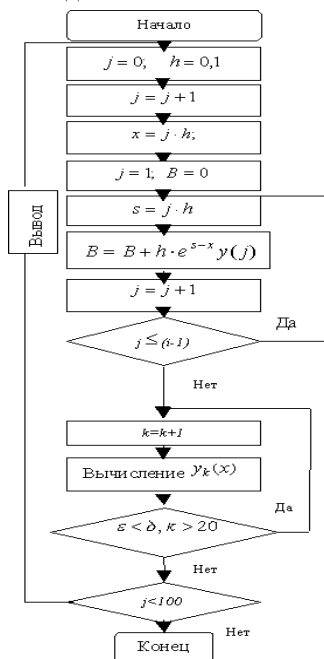 Начало
j = 0; h = 0,1
j = j + 1
x = j · h;
j = 1; B = 0
s = j · h
B = B + h · e^{s-x} y(j)
j = j + 1
j ≤ (i-1)
Да
Нет
Вывод
k=k+1
Вычисление y_k(x)
Да
ε < ∂, κ > 20
Нет
j<100
Нет
Конец